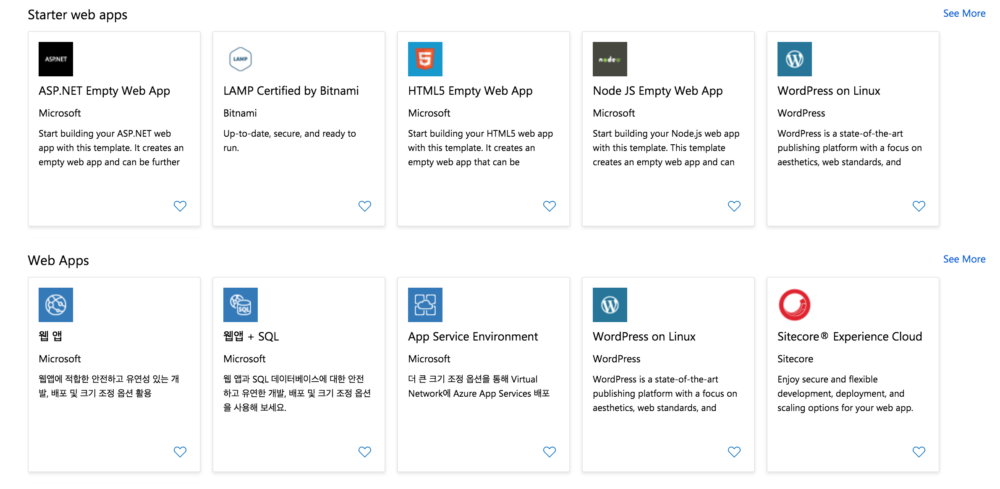 Starter web apps
See More
ASP.NET
ASP.NET Empty Web App
Microsoft
Start building your ASP.NET web
app with this template. It creates an
empty web app and can be further
LAMP
LAMP Certified by Bitnami
Bitnami
Up-to-date, secure, and ready to
run.
5
HTML5 Empty Web App
Microsoft
Start building your HTML5 web app
with this template. It creates an
empty web app that can be
node
Node JS Empty Web App
Microsoft
Start building your Node.js web app
with this template. This template
creates an empty web app and can
W
WordPress on Linux
WordPress
WordPress is a state-of-the-art
publishing platform with a focus on
aesthetics, web standards, and
Web Apps
See More
웹 앱
Microsoft
웹앱에 적합한 안전하고 유연성 있는 개
발, 배포 및 크기 조정 옵션 활용
SQL
웹앱 + SQL
Microsoft
웹 앱과 SQL 데이터베이스에 대한 안전
하고 유연한 개발, 배포 및 크기 조정 옵션
을 사용해 보세요.
App Service Environment
Microsoft
더 큰 크기 조정 옵션을 통해 Virtual
Network에 Azure App Services 배포
W
WordPress on Linux
WordPress
WordPress is a state-of-the-art
publishing platform with a focus on
aesthetics, web standards, and
Sitecore® Experience Cloud
Sitecore
Enjoy secure and flexible
development, deployment, and
scaling options for your web app.